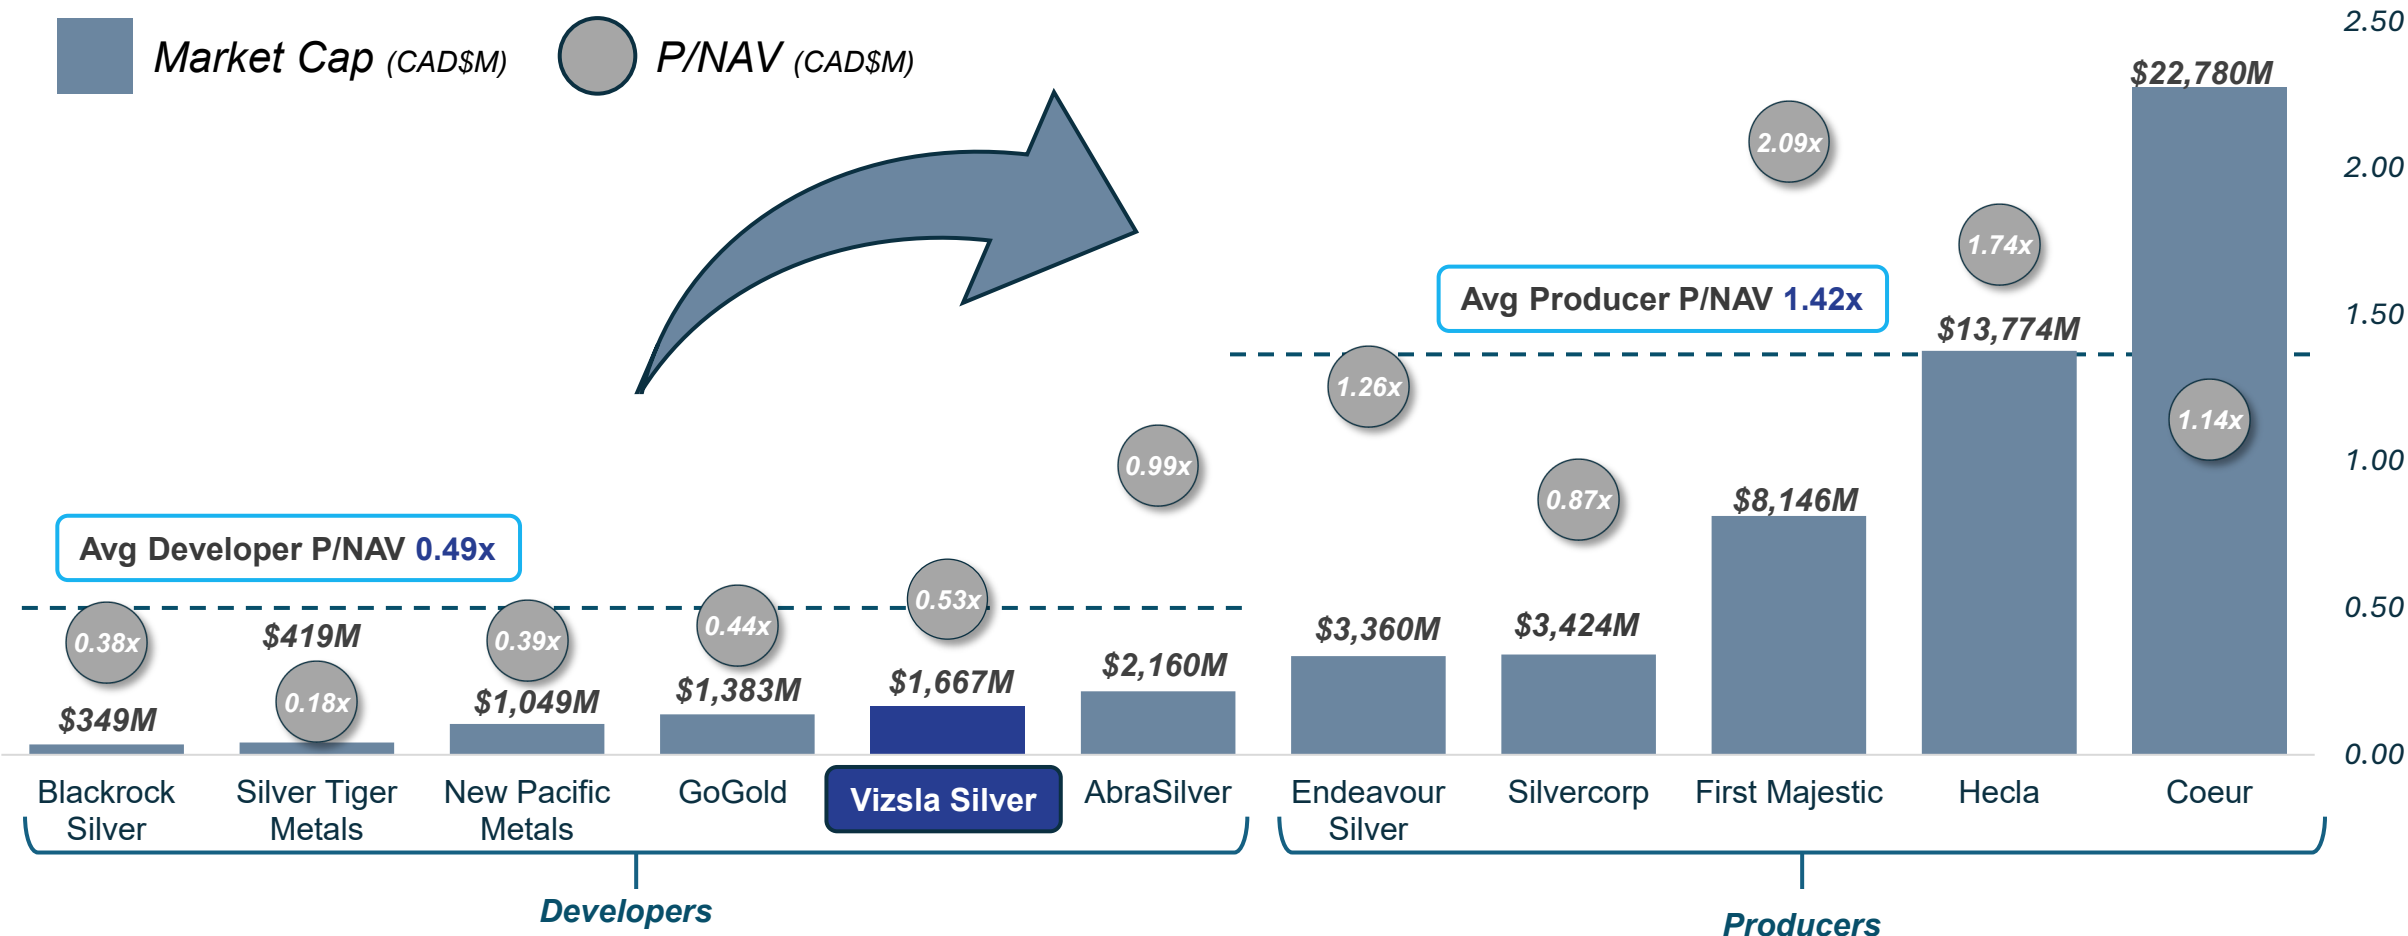 Market Cap (CAD$M)
P/NAV (CAD$M)
2.50
2.00
1.50
1.00
0.50
0.00
$22,780M
2.09x
1.74x
Avg Producer P/NAV 1.42x
$13,774M
1.26x
1.14x
0.99x
0.87x
$8,146M
Avg Developer P/NAV 0.49x
0.38x
$419M
0.39x
0.44x
0.53x
$3,360M
$3,424M
$349M
0.18x
$1,049M
$1,383M
$1,667M
$2,160M
Blackrock
Silver
Silver Tiger
Metals
New Pacific
Metals
GoGold
Vizsla Silver
AbraSilver
Endeavour
Silver
Silvercorp
First Majestic
Hecla
Coeur
Developers
Producers